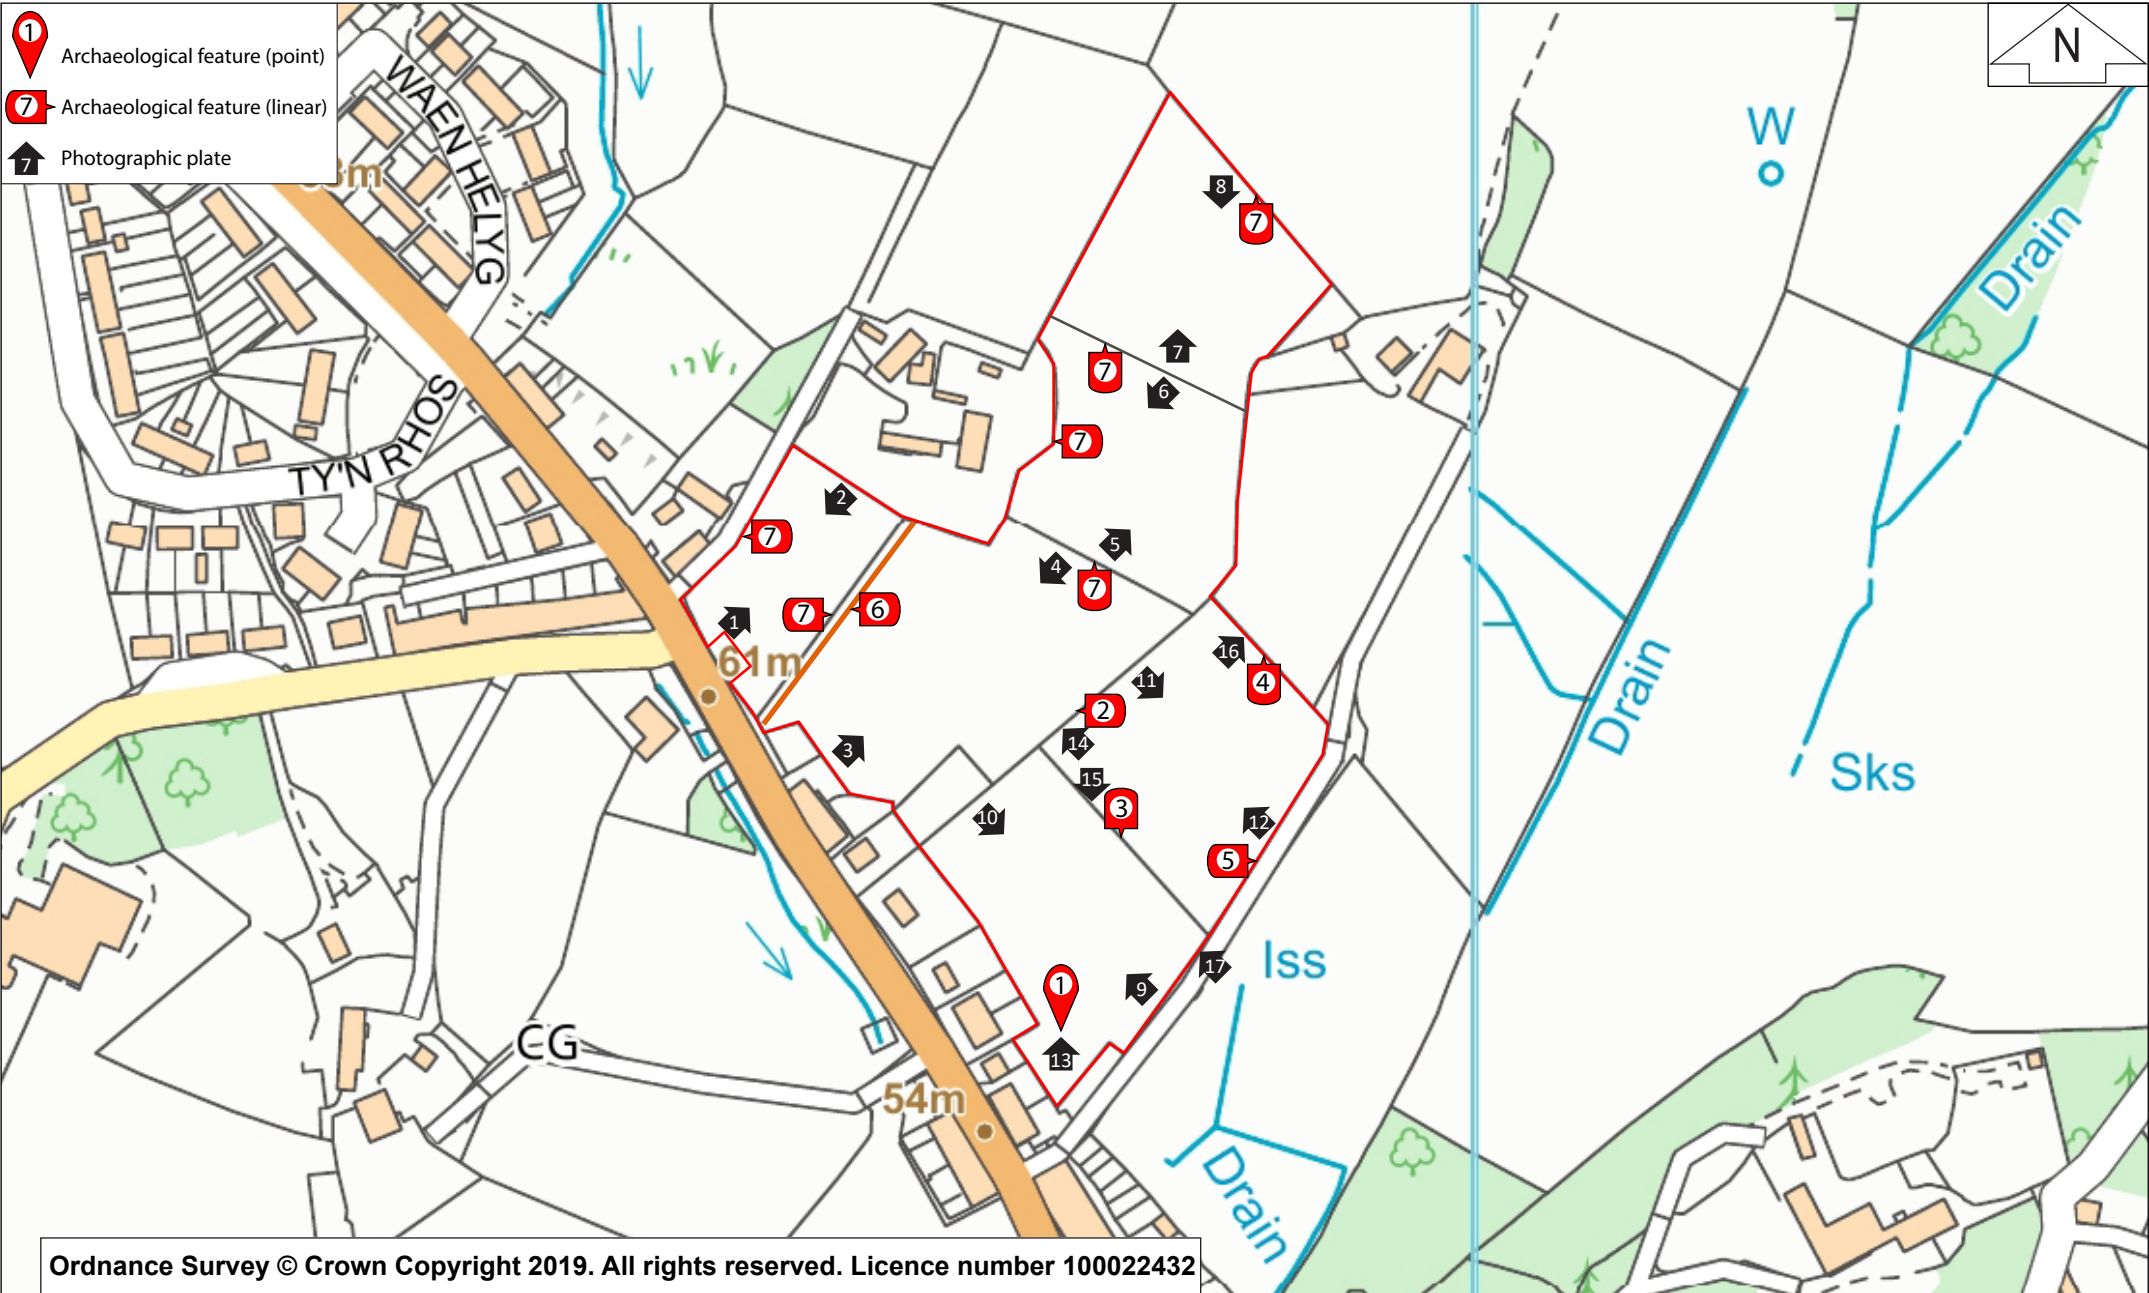 1 Archaeological feature (point)
7 Archaeological feature (linear)
7 Photographic plate
N
WAEN HELYG
W
8
7
Drain
7
7
6
TY'N RHOS
7
2
7
5
4
7
1
7
6
61m
16
4
11
2
Drain
3
14
15
3
Sks
10
12
5
Iss
17
1
9
CG
13
54m
Drain
Ordnance Survey © Crown Copyright 2019. All rights reserved. Licence number 100022432